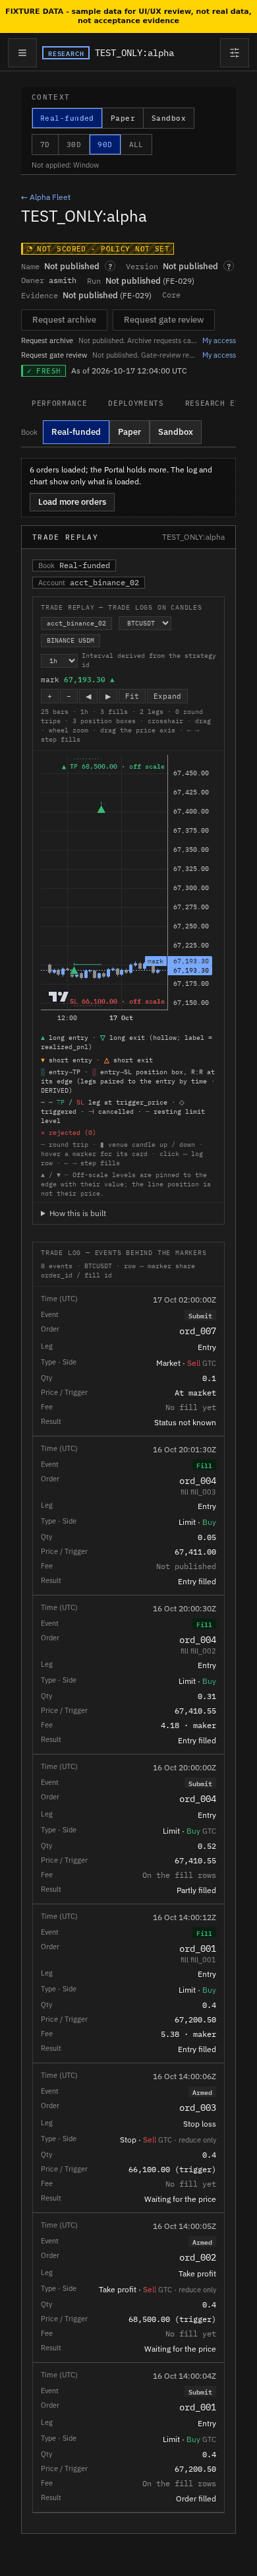 FIXTURE DATA - sample data for UI/UX review, not real data, not acceptance evidence
RESEARCH TEST_ONLY:alpha
CONTEXT
Real-funded Paper Sandbox
7D 30D 90D ALL
Not applied: Window
← Alpha Fleet
TEST_ONLY:alpha
NOT SCORED - POLICY NOT SET
Name Not published ? Version Not published ?
Owner asmith Run Not published (FE-029)
Evidence Not published (FE-029) Core
Request archive Request gate review
Request archive Not published. Archive requests ca... My access
Request review Not published. Gate-review re... My access
✓ FRESH As of 2026-10-17 12:04:00 UTC
PERFORMANCE DEPLOYMENTS RESEARCH E
Book Real-funded Paper Sandbox
6 orders loaded; the Portal holds more. The log and chart show only what is loaded.
Load more orders
TRADE REPLAY TEST_ONLY:alpha
Book Real-funded
Account acct_binance_02
TRADE REPLAY — TRADE LOGS ON CANDLES
acct_binance_02 BTCUSDT
BINANCE USDM
1h Interval derived from the strategy id
mark 67,193.30 ▲
+ − ◀ ▶ Fit Expand
25 bars · 1h · 3 fills · 2 legs · 0 round trips · 3 position boxes · crosshair · drag · wheel zoom · drag the price axis · ← → step fills
▲ TP 68,500.00 · off scale
67,450.00
67,425.00
67,400.00
67,375.00
67,350.00
67,325.00
67,300.00
67,275.00
67,250.00
67,225.00
mark 67,193.30
67,193.30
67,175.00
SL 66,100.00 · off scale
67,150.00
12:00 17 Oct
▲ long entry · ▽ long exit (hollow; label = realized_pnl)
▼ short entry · △ short exit
entry→TP · entry→SL position box, R:R at its edge (legs paired to the entry by time · DERIVED)
— — TP / SL leg at trigger_price · ◇ triggered · ⊣ cancelled · — resting limit level
× rejected (0)
— round trip · ▮ venue candle up / down · hover a marker for its card · click ↔ log row · ← → step fills
▲ / ▼ — Off-scale levels are pinned to the edge with their value; the line position is not their price.
▶ How this is built
TRADE LOG — EVENTS BEHIND THE MARKERS
8 events · BTCUSDT · row ↔ marker share order_id / fill id
Time (UTC) 17 Oct 02:00:00Z
Event Submit
Order ord_007
Leg Entry
Type · Side Market · Sell GTC
Qty 0.1
Price / Trigger At market
Fee No fill yet
Result Status not known
Time (UTC) 16 Oct 20:01:30Z
Event Fill
Order ord_004
fill fill_003
Leg Entry
Type · Side Limit · Buy
Qty 0.05
Price / Trigger 67,411.00
Fee Not published
Result Entry filled
Time (UTC) 16 Oct 20:00:30Z
Event Fill
Order ord_004
fill fill_002
Leg Entry
Type · Side Limit · Buy
Qty 0.31
Price / Trigger 67,410.55
Fee 4.18 · maker
Result Entry filled
Time (UTC) 16 Oct 20:00:00Z
Event Submit
Order ord_004
Leg Entry
Type · Side Limit · Buy GTC
Qty 0.52
Price / Trigger 67,410.55
Fee On the fill rows
Result Partly filled
Time (UTC) 16 Oct 14:00:12Z
Event Fill
Order ord_001
fill fill_001
Leg Entry
Type · Side Limit · Buy
Qty 0.4
Price / Trigger 67,200.50
Fee 5.38 · maker
Result Entry filled
Time (UTC) 16 Oct 14:00:06Z
Event Armed
Order ord_003
Leg Stop loss
Type · Side Stop · Sell GTC · reduce only
Qty 0.4
Price / Trigger 66,100.00 (trigger)
Fee No fill yet
Result Waiting for the price
Time (UTC) 16 Oct 14:00:05Z
Event Armed
Order ord_002
Leg Take profit
Type · Side Take profit · Sell GTC · reduce only
Qty 0.4
Price / Trigger 68,500.00 (trigger)
Fee No fill yet
Result Waiting for the price
Time (UTC) 16 Oct 14:00:04Z
Event Submit
Order ord_001
Leg Entry
Type · Side Limit · Buy GTC
Qty 0.4
Price / Trigger 67,200.50
Fee On the fill rows
Result Order filled